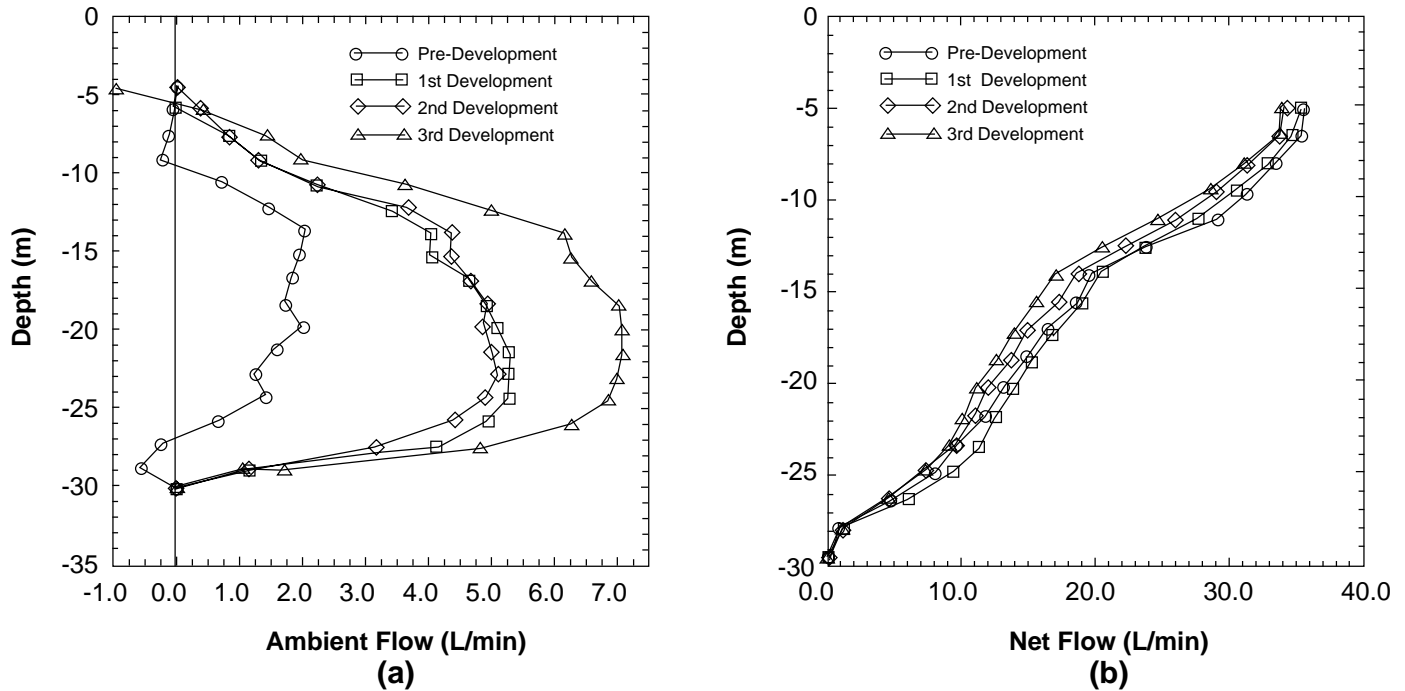 0
-5
-10
-15
-20
-25
-30
-35
-1.0 0.0 1.0 2.0 3.0 4.0 5.0 6.0 7.0
Depth (m)
Ambient Flow (L/min)
(a)
Pre-Development
1st Development
2nd Development
3rd Development
0
-5
-10
-15
-20
-25
-30
0.0 10.0 20.0 30.0 40.0
Depth (m)
Net Flow (L/min)
(b)
Pre-Development
1st Development
2nd Development
3rd Development